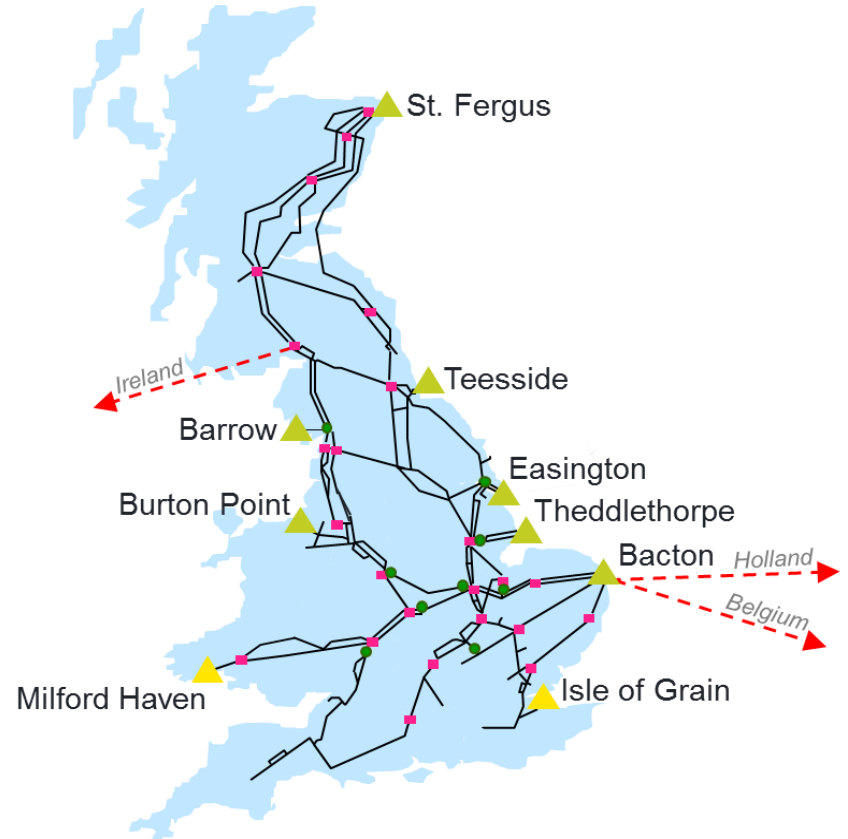 St. Fergus
Ireland
Teesside
Barrow
Easington
Burton Point
Theddlethorpe
Bacton
Holland
Belgium
Milford Haven
Isle of Grain